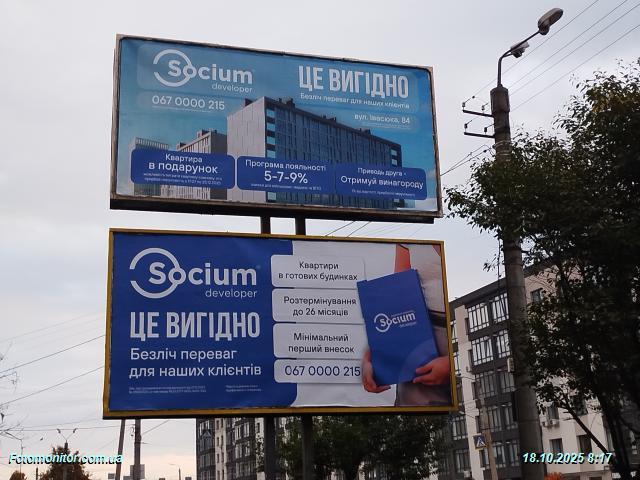 Socium
developer
067 0000 215
ЦЕ ВИГІДНО
Безліч переваг для наших клієнтів
вул. Івасюка, 84
Квартира
в подарунок
Програма лояльності
5-7-9%
Приводь друга -
Отримуй винагороду
Socium
developer
ЦЕ ВИГІДНО
Безліч переваг
для наших клієнтів
Квартири
в готових будинках
Розтермінування
до 26 місяців
Мінімальний
перший внесок
067 0000 215
Socium
developer
Fotomonitor.com.ua
18.10.2025 8:17